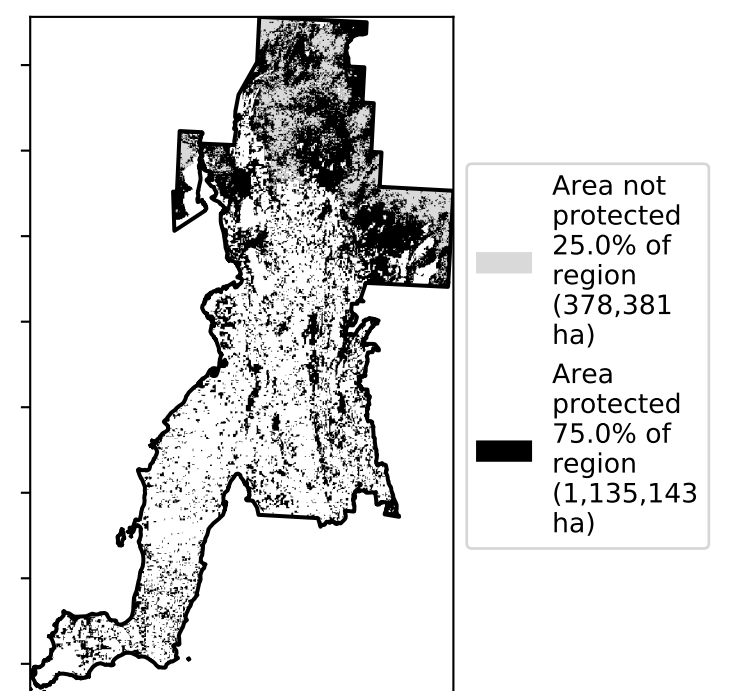 Area not
protected
25.0% of
region
(378,381
ha)
Area
protected
75.0% of
region
(1,135,143
ha)